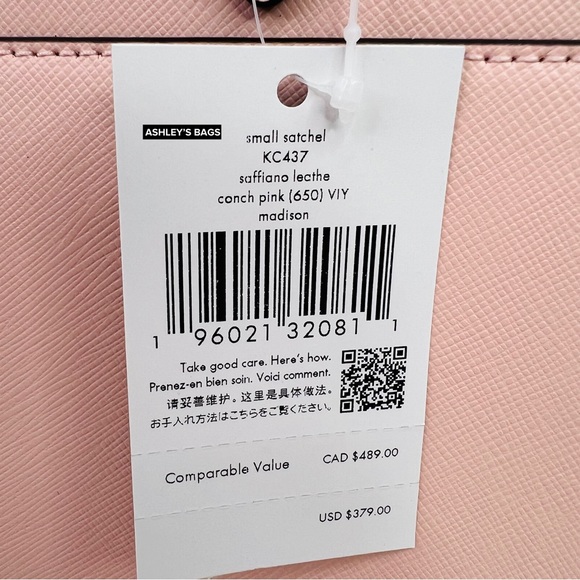 ASHLEY'S BAGS
small satchel
KC437
saffiano leathe
conch pink (650) VIY
madison
1 96021 32081 1
Take good care. Here's how.
Prenez-en bien soin. Voici comment.
请妥善维护。这里是具体做法。
お手入れ方法はこちらをご覧ください。
Comparable Value CAD $489.00
USD $379.00